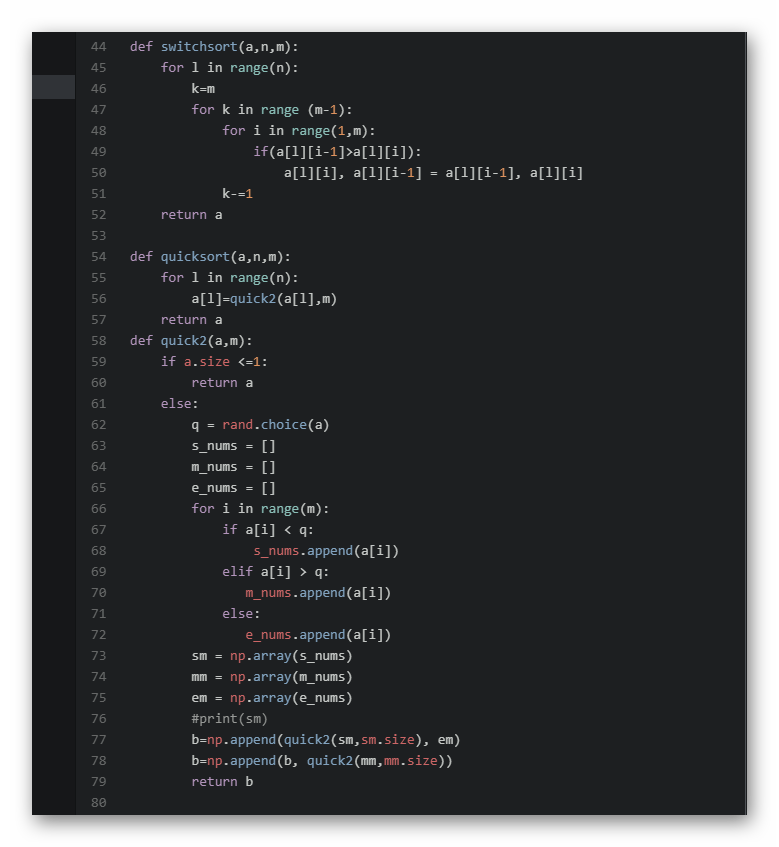 44 def switchsort(a,n,m):
45     for l in range(n):
46         k=m
47         for k in range (m-1):
48             for i in range(1,m):
49                 if(a[l][i-1]>a[l][i]):
50                     a[l][i], a[l][i-1] = a[l][i-1], a[l][i]
51             k-=1
52     return a
53
54 def quicksort(a,n,m):
55     for l in range(n):
56         a[l]=quick2(a[l],m)
57     return a
58 def quick2(a,m):
59     if a.size <=1:
60         return a
61     else:
62         q = rand.choice(a)
63         s_nums = []
64         m_nums = []
65         e_nums = []
66         for i in range(m):
67             if a[i] < q:
68                 s_nums.append(a[i])
69             elif a[i] > q:
70                m_nums.append(a[i])
71             else:
72                e_nums.append(a[i])
73         sm = np.array(s_nums)
74         mm = np.array(m_nums)
75         em = np.array(e_nums)
76         #print(sm)
77         b=np.append(quick2(sm,sm.size), em)
78         b=np.append(b, quick2(mm,mm.size))
79         return b
80